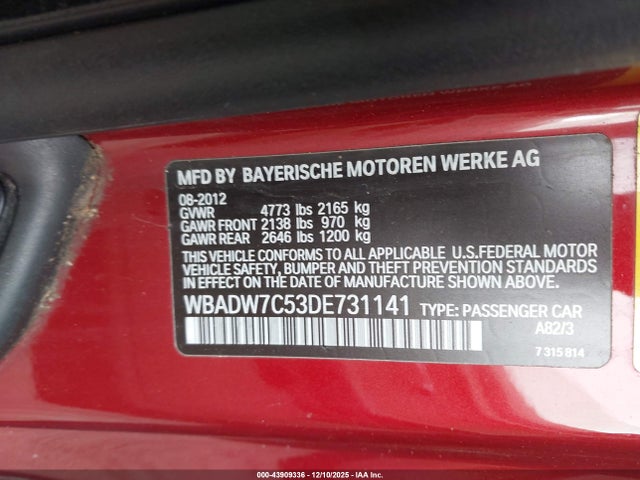 MFD BY BAYERISCHE MOTOREN WERKE AG
08-2012
GVWR 4773 lbs 2165 kg
GAWR FRONT 2138 lbs 970 kg
GAWR REAR 2646 lbs 1200 kg
THIS VEHICLE CONFORMS TO ALL APPLICABLE U.S.FEDERAL MOTOR
VEHICLE SAFETY, BUMPER, AND THEFT PREVENTION STANDARDS
IN EFFECT ON THE DATE OF MANUFACTURE SHOWN ABOVE.
WBADW7C53DE731141 TYPE: PASSENGER CAR
A82/3
7315814
000-43909336 - 12/10/2025 - IAA Inc.